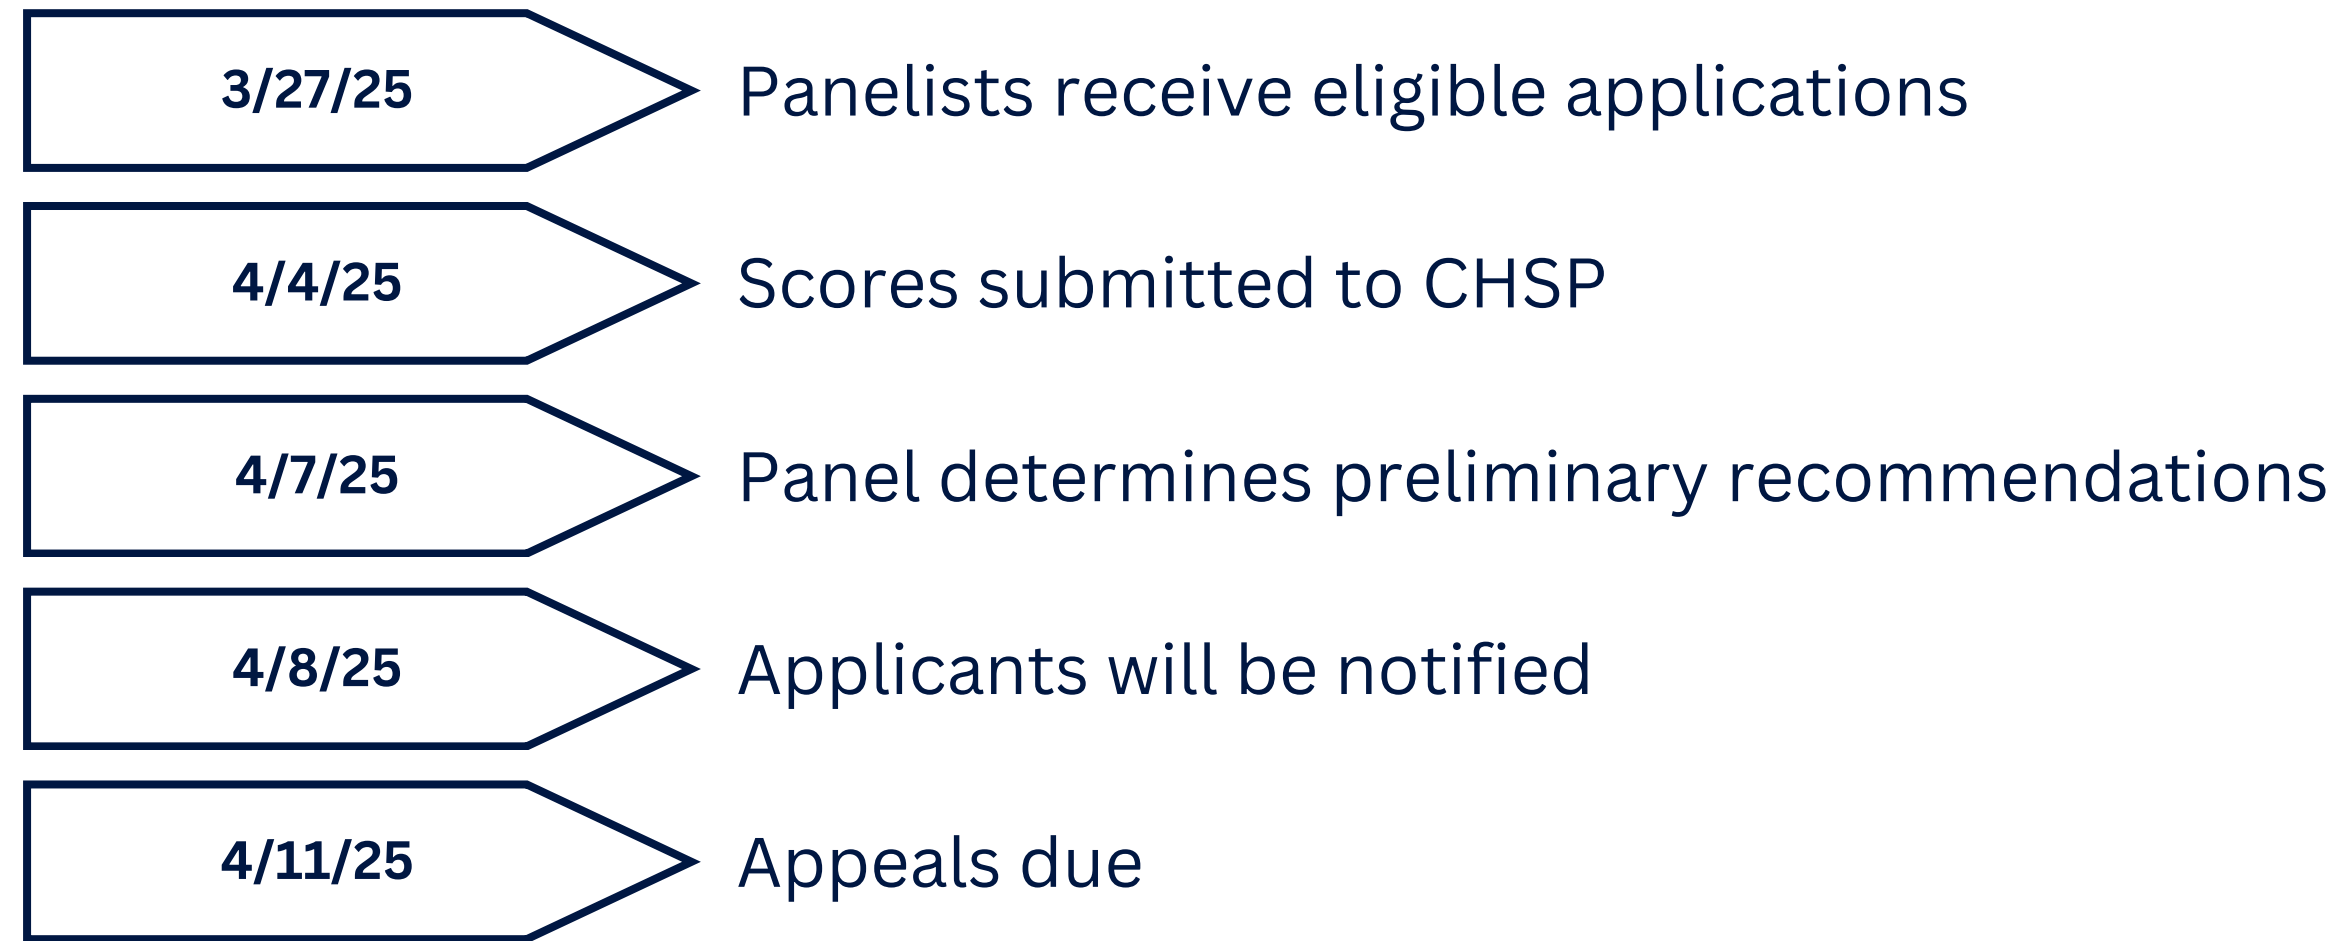 3/27/25 Panelists receive eligible applications
4/4/25 Scores submitted to CHSP
4/7/25 Panel determines preliminary recommendations
4/8/25 Applicants will be notified
4/11/25 Appeals due